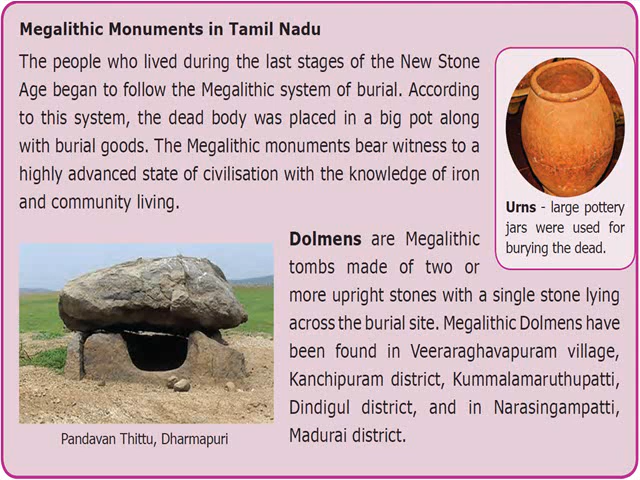 Megalithic Monuments in Tamil Nadu
The people who lived during the last stages of the New Stone
Age began to follow the Megalithic system of burial. According
to this system, the dead body was placed in a big pot along
with burial goods. The Megalithic monuments bear witness to a
highly advanced state of civilisation with the knowledge of iron
and community living.
Urns - large pottery
jars were used for
burying the dead.
Dolmens are Megalithic
tombs made of two or
more upright stones with a single stone lying
across the burial site. Megalithic Dolmens have
been found in Veeraraghavapuram village,
Kanchipuram district, Kummalamaruthupatti,
Dindigul district, and in Narasingampatti,
Madurai district.
Pandavan Thittu, Dharmapuri